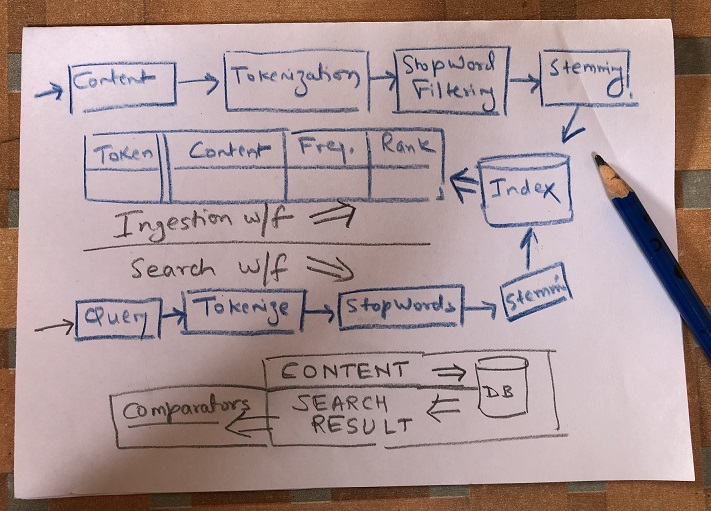 Content
Tokenization
StopWord
Filtering
Stemming
Token
Content
Freq.
Rank
Index
Ingestion w/f
Search w/f
Query
Tokenize
StopWords
Stemmin
CONTENT
DB
Comparators
SEARCH
RESULT